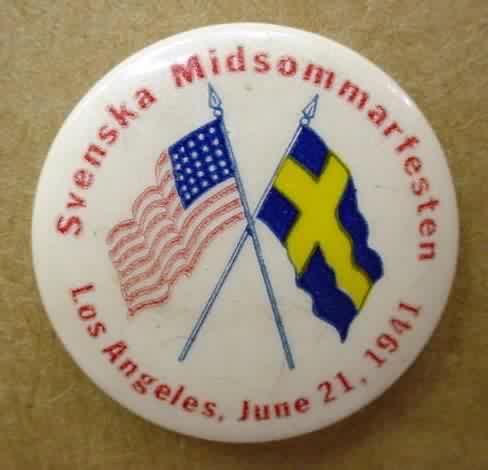 Svenska Midsommarfesten
Los Angeles, June 21, 1941